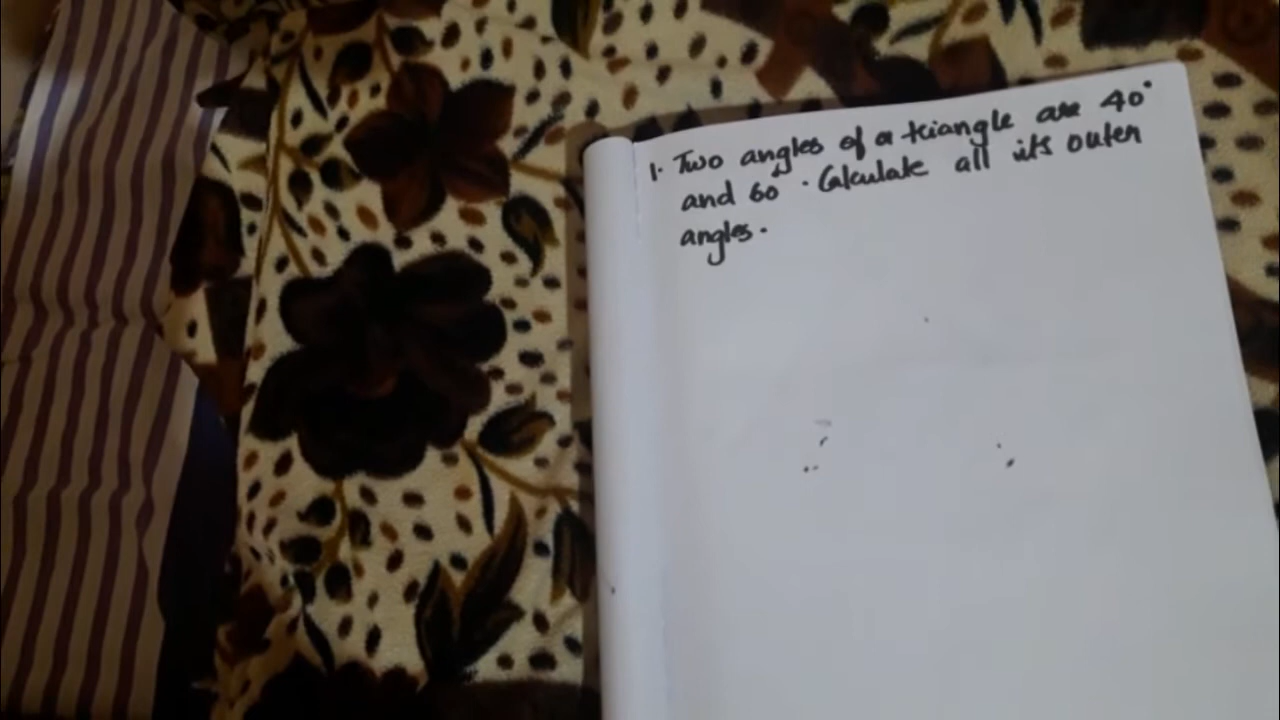 1. Two angles of a triangle are 40°
and 60°. Calculate all its outer
angles.